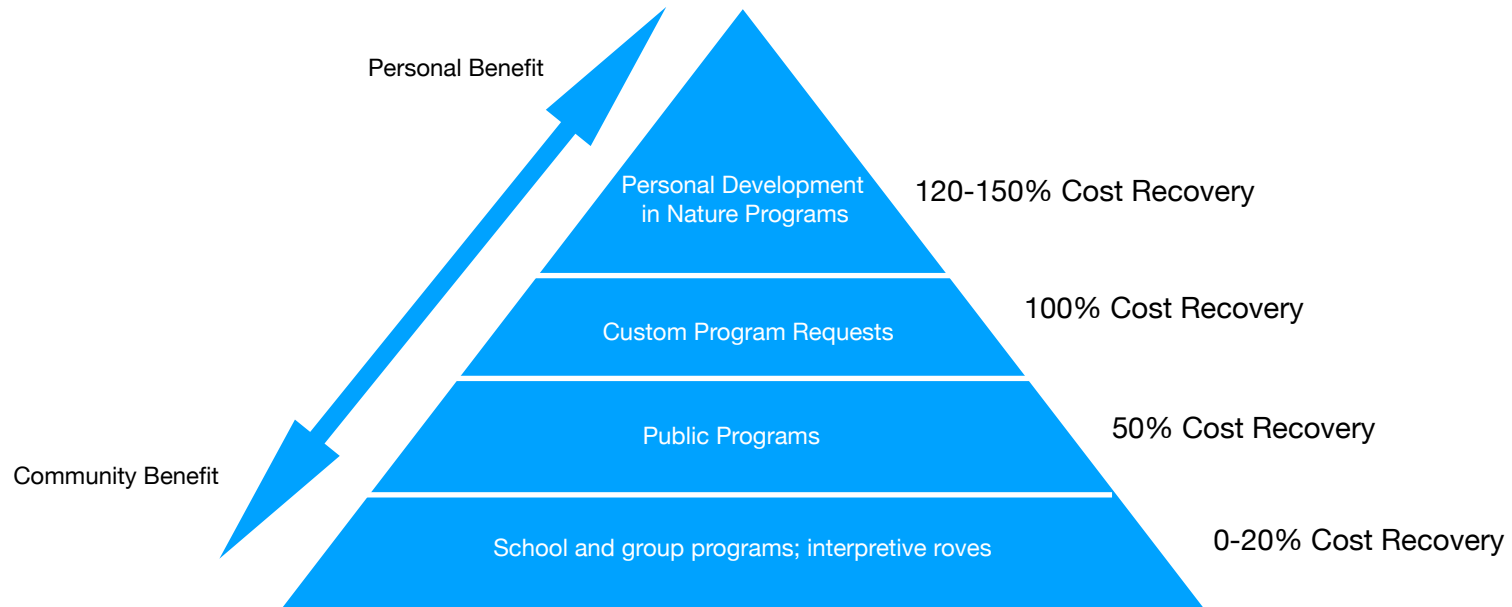 Personal Benefit
Personal Development
in Nature Programs
120-150% Cost Recovery
100% Cost Recovery
Custom Program Requests
50% Cost Recovery
Public Programs
Community Benefit
0-20% Cost Recovery
School and group programs; interpretive roves